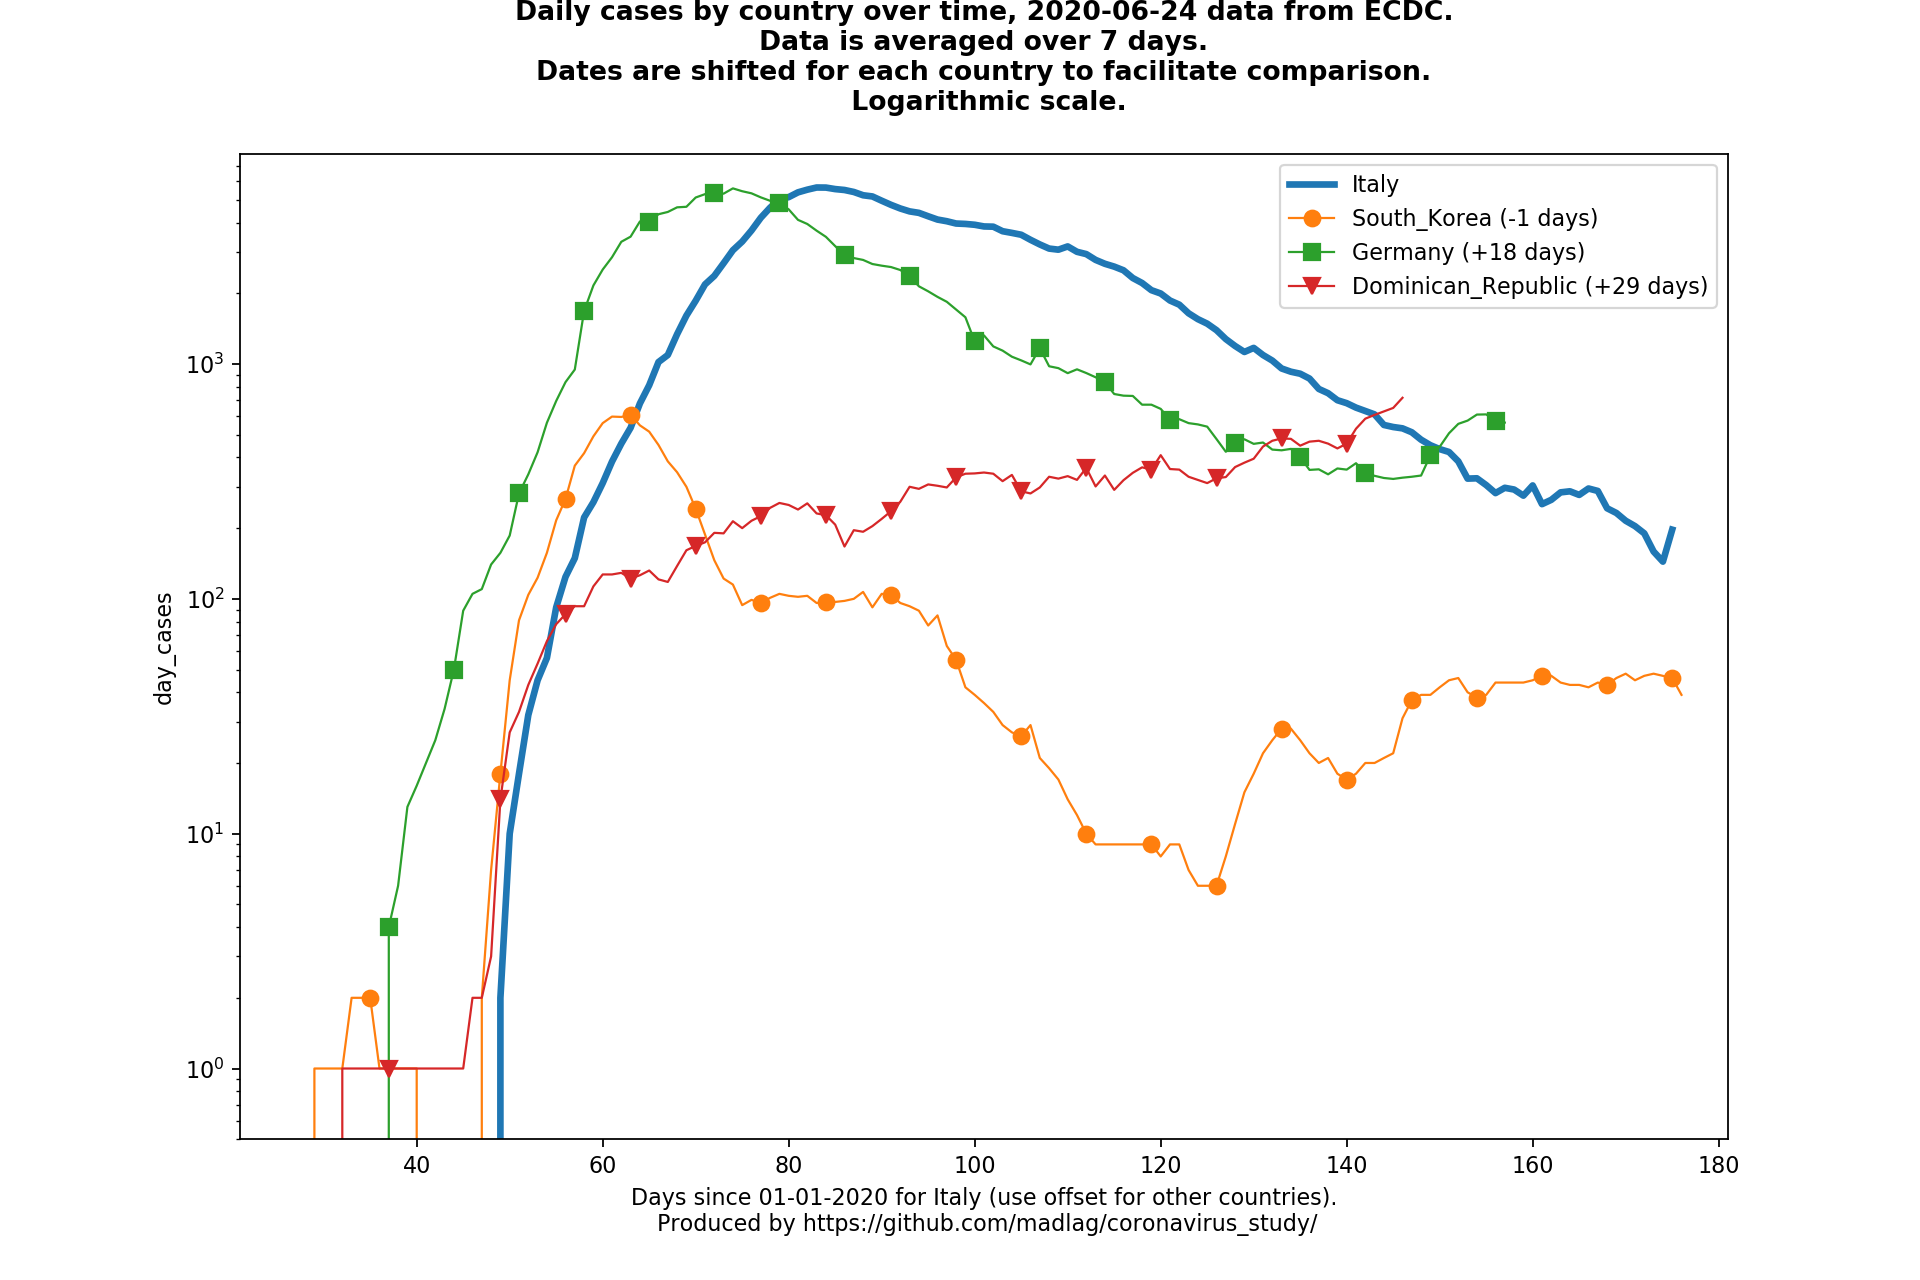 Daily cases by country over time, 2020-06-24 data from ECDC.
Data is averaged over 7 days.
Dates are shifted for each country to facilitate comparison.
Logarithmic scale.
Italy
South_Korea (-1 days)
Germany (+18 days)
Dominican_Republic (+29 days)
day_cases
10³
10²
10¹
10⁰
40 60 80 100 120 140 160 180
Days since 01-01-2020 for Italy (use offset for other countries).
Produced by https://github.com/madlag/coronavirus_study/